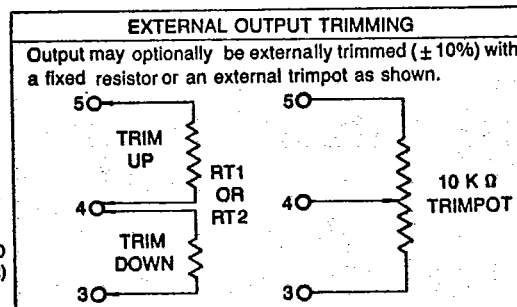 EXTERNAL OUTPUT TRIMMING
Output may optionally be externally trimmed (± 10%) with
a fixed resistor or an external trimpot as shown.
5
TRIM
UP
4
TRIM
DOWN
3
RT1
OR
RT2
5
4
3
10 K Ω
TRIMPOT
)